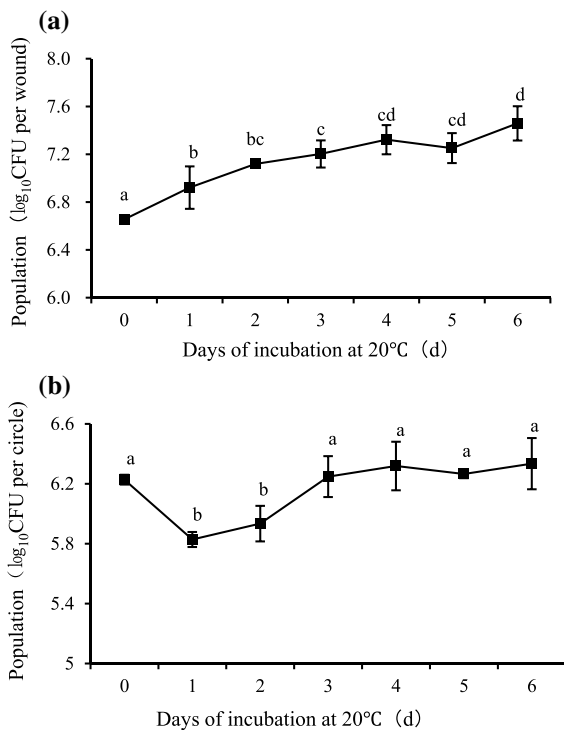 (a)
Population (log10CFU per wound)
8.0
7.6
7.2
6.8
6.4
6.0
a
b
bc
c
cd
cd
d
0 1 2 3 4 5 6
Days of incubation at 20℃ (d)
(b)
Population (log10CFU per circle)
6.6
6.2
5.8
5.4
5
a
b
b
a
a
a
a
0 1 2 3 4 5 6
Days of incubation at 20℃ (d)